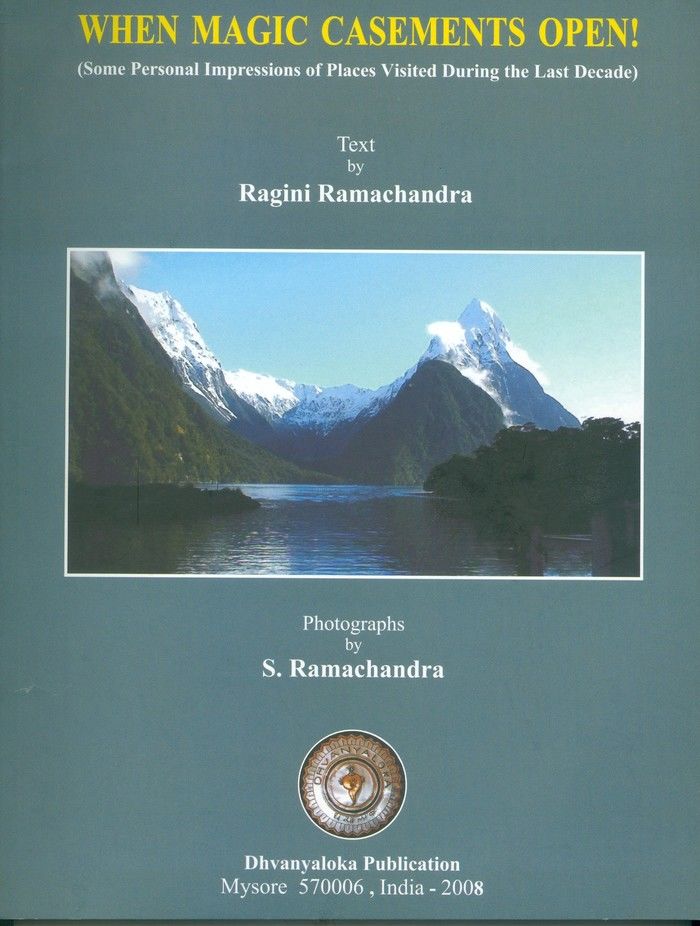 WHEN MAGIC CASEMENTS OPEN!
(Some Personal Impressions of Places Visited During the Last Decade)
Text
by
Ragini Ramachandra
Photographs
by
S. Ramachandra
DHVANYALOKA
Dhvanyaloka Publication
Mysore 570006 , India - 2008